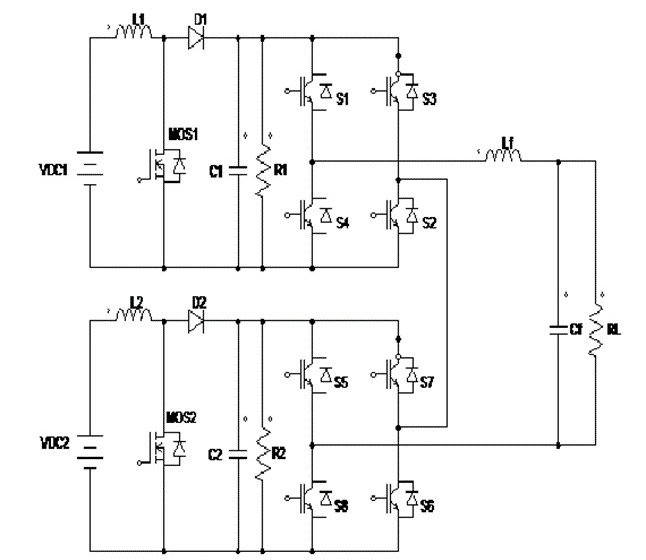 L1 D1
MOS1
VDC1
C1 R1
S1 S3
S4 S2
Lf
Cf RL
L2 D2
MOS2
VDC2
C2 R2
S5 S7
S8 S6